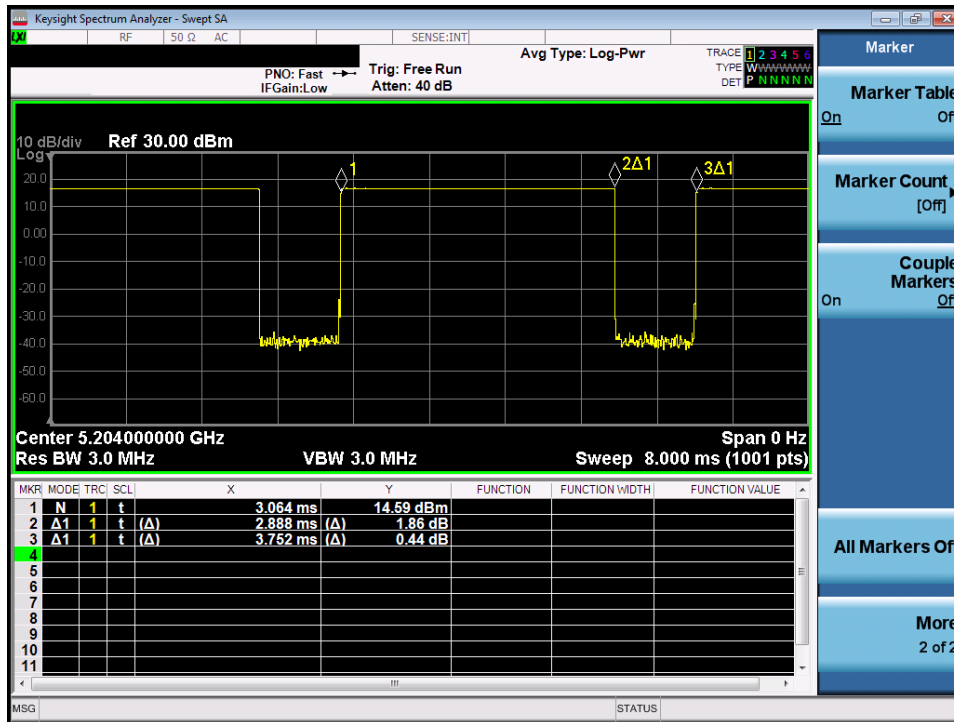 Keysight Spectrum Analyzer - Swept SA
LXI
RF 50 Ω AC SENSE:INT
Avg Type: Log-Pwr
PNO: Fast
IFGain:Low
Trig: Free Run
Atten: 40 dB
TRACE 1 2 3 4 5 6
TYPE W W W W W W
DET P N N N N N
10 dB/div
Log
Ref 30.00 dBm
1
2Δ1
3Δ1
20.0
10.0
0.00
-10.0
-20.0
-30.0
-40.0
-50.0
-60.0
Center 5.204000000 GHz
Span 0 Hz
Res BW 3.0 MHz
VBW 3.0 MHz
Sweep 8.000 ms (1001 pts)
MKR MODE TRC SCL X Y FUNCTION FUNCTION WIDTH FUNCTION VALUE
1 N 1 t 3.064 ms 14.59 dBm
2 Δ1 1 t (Δ) 2.888 ms (Δ) 1.86 dB
3 Δ1 1 t (Δ) 3.752 ms (Δ) 0.44 dB
4
5
6
7
8
9
10
11
MSG
STATUS
Marker
Marker Table
On Of
Marker Count
[Off]
Couple
Markers
On Of
All Markers Of
More
2 of 2